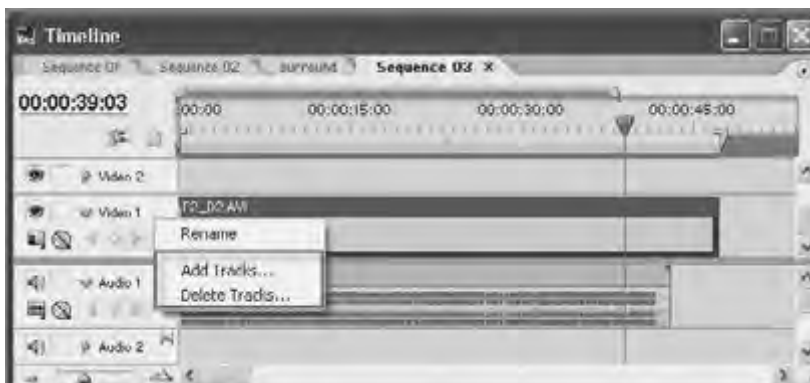 Timeline
Sequence 01 Sequence 02 surround Sequence 03 ×
00:00:39:03
:00:00 00:00:15:00 00:00:30:00 00:00:45:00
Video 2
Video 1
Rename
Add Tracks...
Delete Tracks...
Audio 1
Audio 2